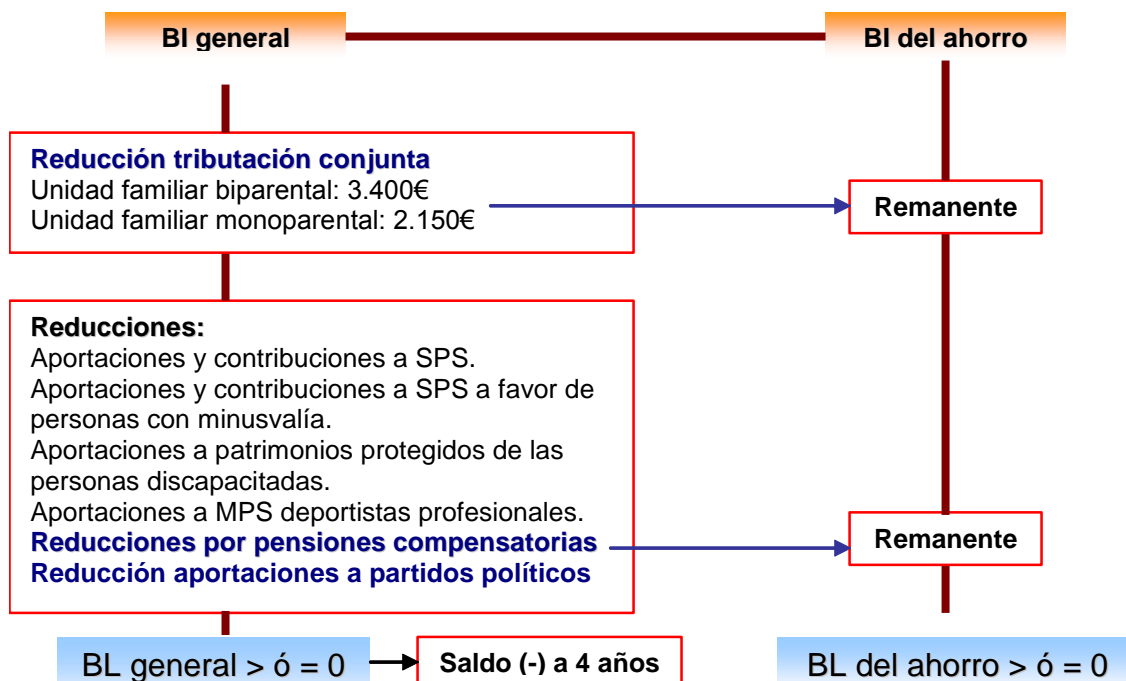 BI general
BI del ahorro
Reducción tributación conjunta
Unidad familiar biparental: 3.400€
Unidad familiar monoparental: 2.150€
Remanente
Reducciones:
Aportaciones y contribuciones a SPS.
Aportaciones y contribuciones a SPS a favor de
personas con minusvalía.
Aportaciones a patrimonios protegidos de las
personas discapacitadas.
Aportaciones a MPS deportistas profesionales.
Reducciones por pensiones compensatorias
Reducción aportaciones a partidos políticos
Remanente
BL general > ó = 0
Saldo (-) a 4 años
BL del ahorro > ó = 0